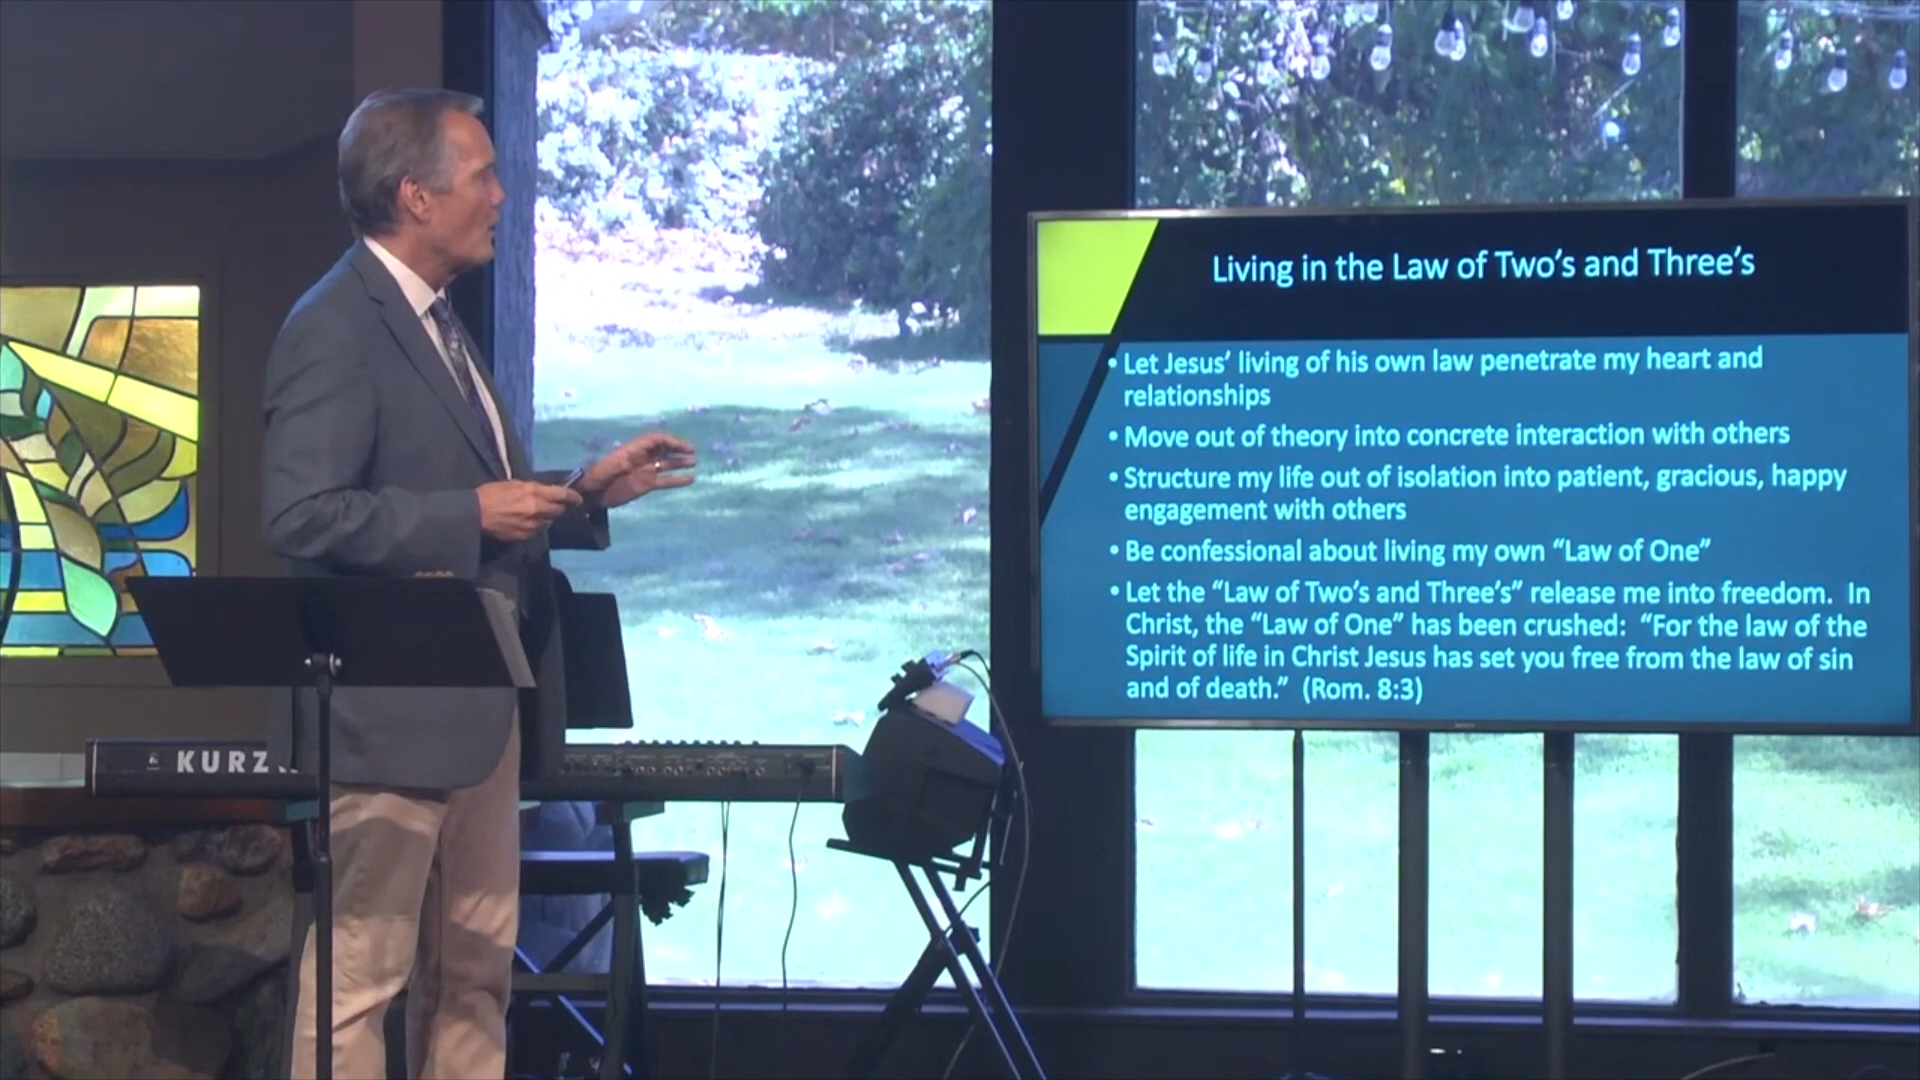 Living in the Law of Two's and Three's
• Let Jesus' living of his own law penetrate my heart and
relationships
• Move out of theory into concrete interaction with others
• Structure my life out of isolation into patient, gracious, happy
engagement with others
• Be confessional about living my own “Law of One”
• Let the “Law of Two's and Three's” release me into freedom. In
Christ, the “Law of One” has been crushed: “For the law of the
Spirit of life in Christ Jesus has set you free from the law of sin
and of death.” (Rom. 8:3)